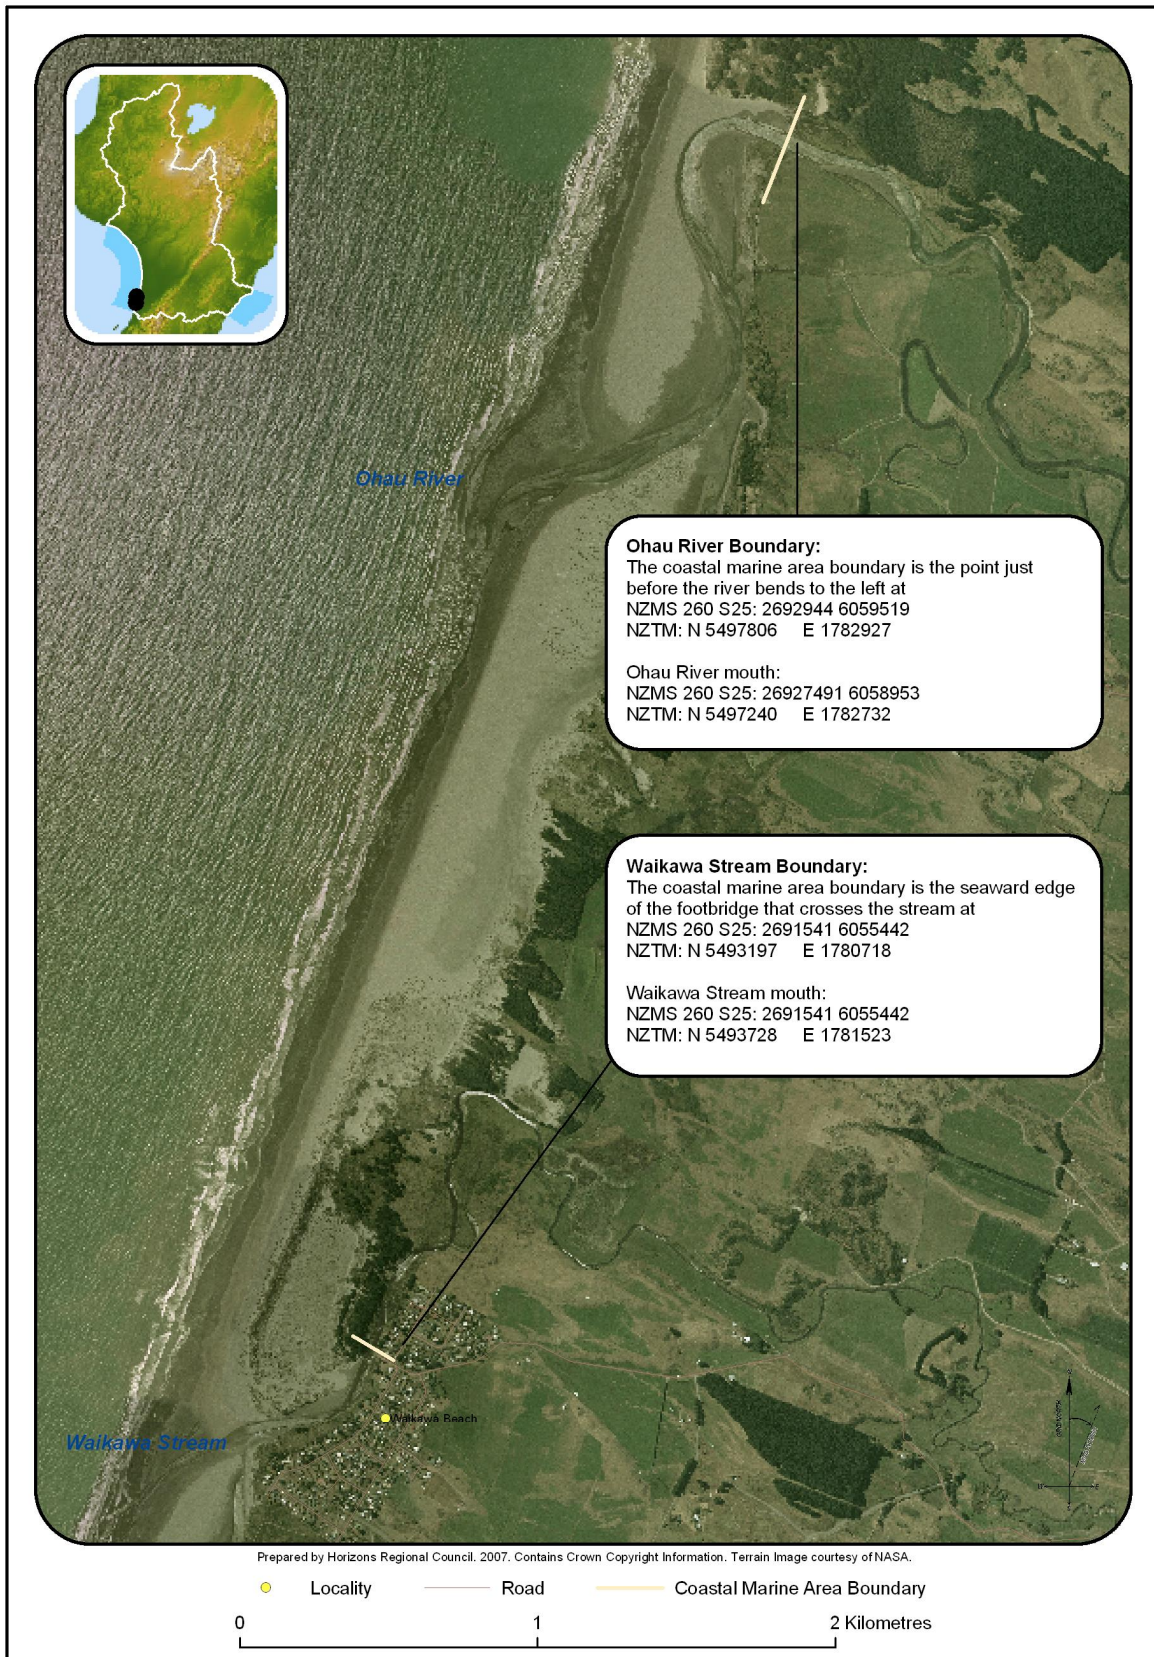 Ohau River
Ohau River Boundary:
The coastal marine area boundary is the point just
before the river bends to the left at
NZMS 260 S25: 2692944 6059519
NZTM: N 5497806 E 1782927
Ohau River mouth:
NZMS 260 S25: 26927491 6058953
NZTM: N 5497240 E 1782732
Waikawa Stream Boundary:
The coastal marine area boundary is the seaward edge
of the footbridge that crosses the stream at
NZMS 260 S25: 2691541 6055442
NZTM: N 5493197 E 1780718
Waikawa Stream mouth:
NZMS 260 S25: 2691541 6055442
NZTM: N 5493728 E 1781523
Waikawa Beach
Waikawa Stream
Prepared by Horizons Regional Council. 2007. Contains Crown Copyright Information. Terrain Image courtesy of NASA.
Locality Road Coastal Marine Area Boundary
0 1 2 Kilometres